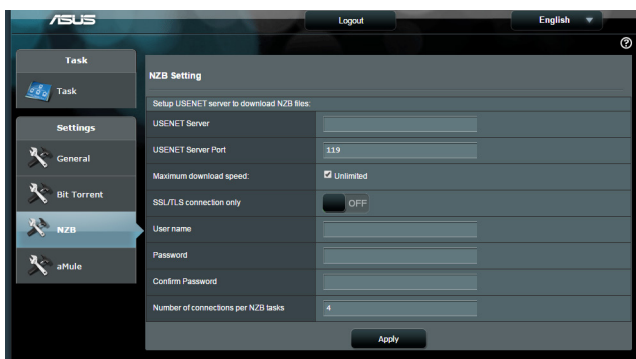 ASUS
Logout
English
?
Task
Task
Settings
General
Bit Torrent
NZB
aMule
NZB Setting
Setup USENET server to download NZB files:
USENET Server
USENET Server Port 119
Maximum download speed: Unlimited
SSL/TLS connection only OFF
User name
Password
Confirm Password
Number of connections per NZB tasks 4
Apply